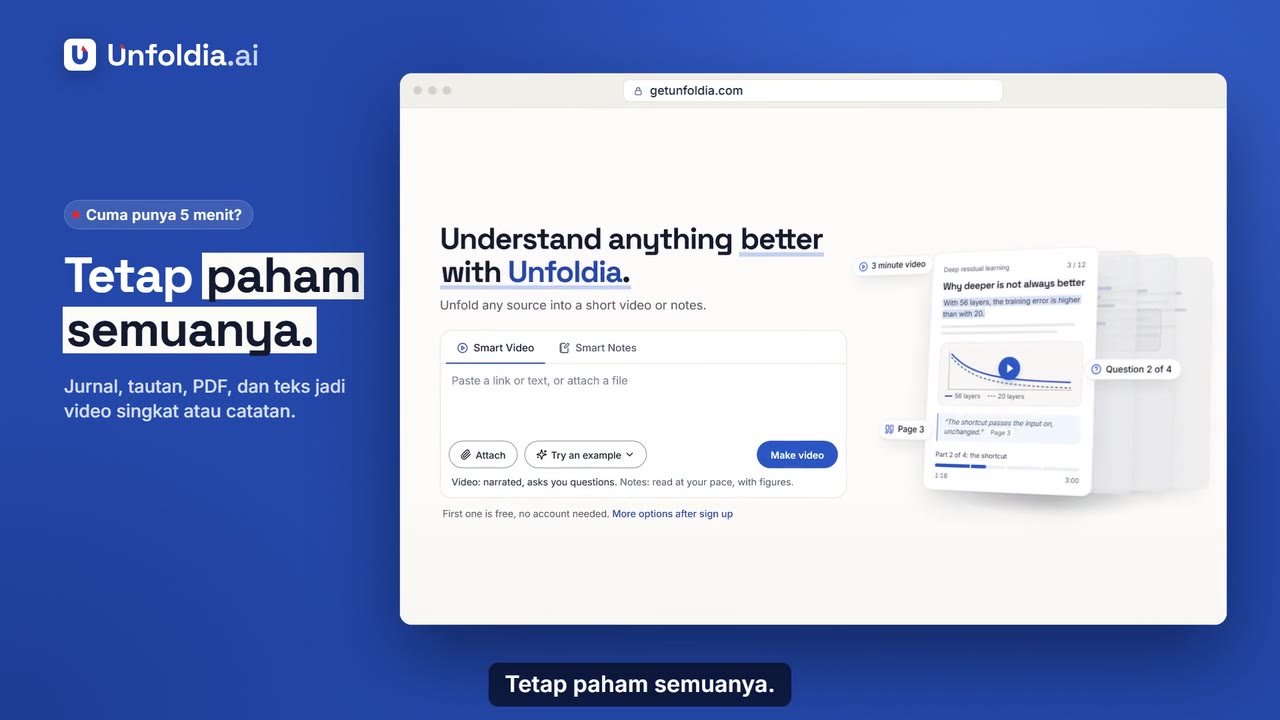 Unfoldia.ai
getunfoldia.com
Cuma punya 5 menit?
Tetap paham
semuanya.
Jurnal, tautan, PDF, dan teks jadi
video singkat atau catatan.
Understand anything better
with Unfoldia.
Unfold any source into a short video or notes.
Smart Video
Smart Notes
Paste a link or text, or attach a file
Attach
Try an example
Make video
Video: narrated, asks you questions. Notes: read at your pace, with figures.
First one is free, no account needed. More options after sign up
3 minute video
Deep residual learning
3 / 12
Why deeper is not always better
With 56 layers, the training error is higher
than with 20.
56 layers
20 layers
Question 2 of 4
Page 3
"The shortcut passes the input on,
unchanged." Page 3
Part 2 of 4: the shortcut
1:16
3:00
Tetap paham semuanya.